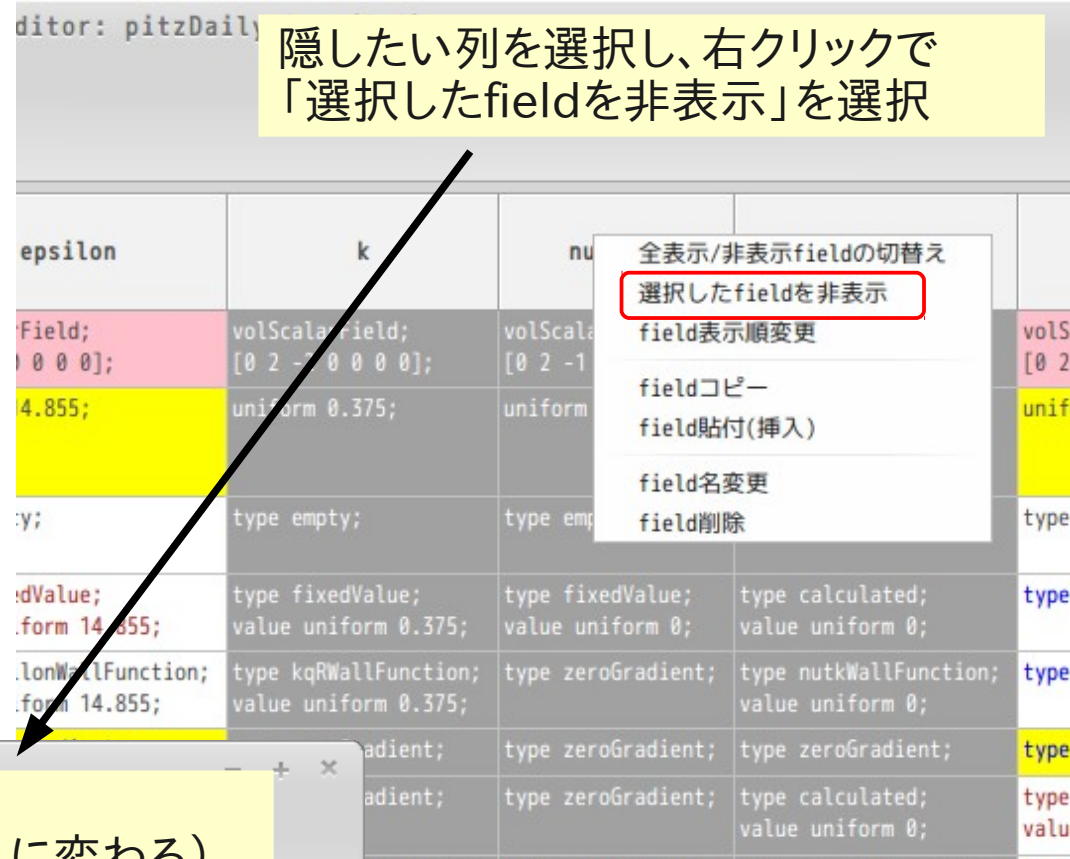 ditor: pitzDaily
隠したい列を選択し、右クリックで
「選択したfieldを非表示」を選択
epsilon
k
nu
全表示/非表示fieldの切替え
選択したfieldを非表示
field表示順変更
fieldコピー
field貼付(挿入)
field名変更
field削除
Field;
volScalarField;
volScala
volS
0 0 0 0];
[0 2 -2 0 0 0 0];
[0 2 -1
[0 2
4.855;
uniform 0.375;
uniform
unif
ty;
type empty;
type emp
type
edValue;
type fixedValue;
type fixedValue;
type calculated;
type
form 14.855;
value uniform 0.375;
value uniform 0;
value uniform 0;
lonWallFunction;
type kqRWallFunction;
type zeroGradient;
type nutkWallFunction;
type
form 14.855;
value uniform 0.375;
value uniform 0;
adient;
type zeroGradient;
type zeroGradient;
type
adient;
type zeroGradient;
type calculated;
type
value uniform 0;
valu
に変わる)